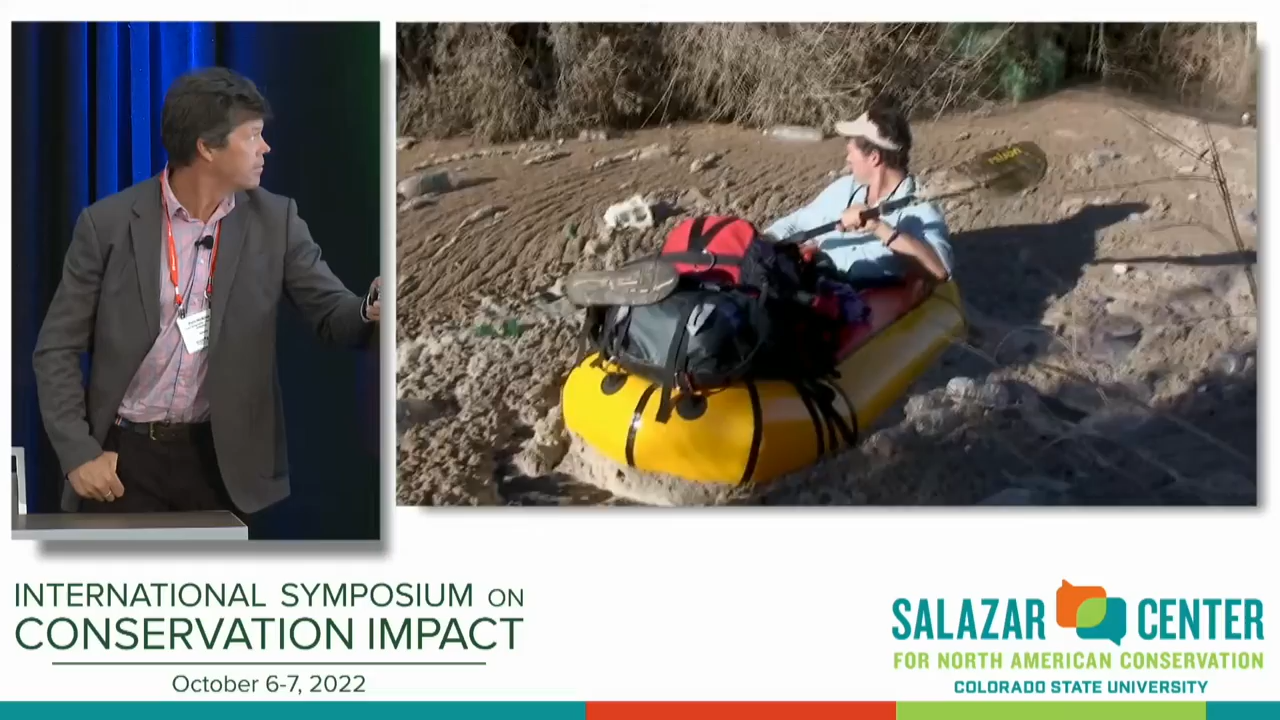 INTERNATIONAL SYMPOSIUM ON
CONSERVATION IMPACT
October 6-7, 2022
SALAZAR CENTER
FOR NORTH AMERICAN CONSERVATION
COLORADO STATE UNIVERSITY